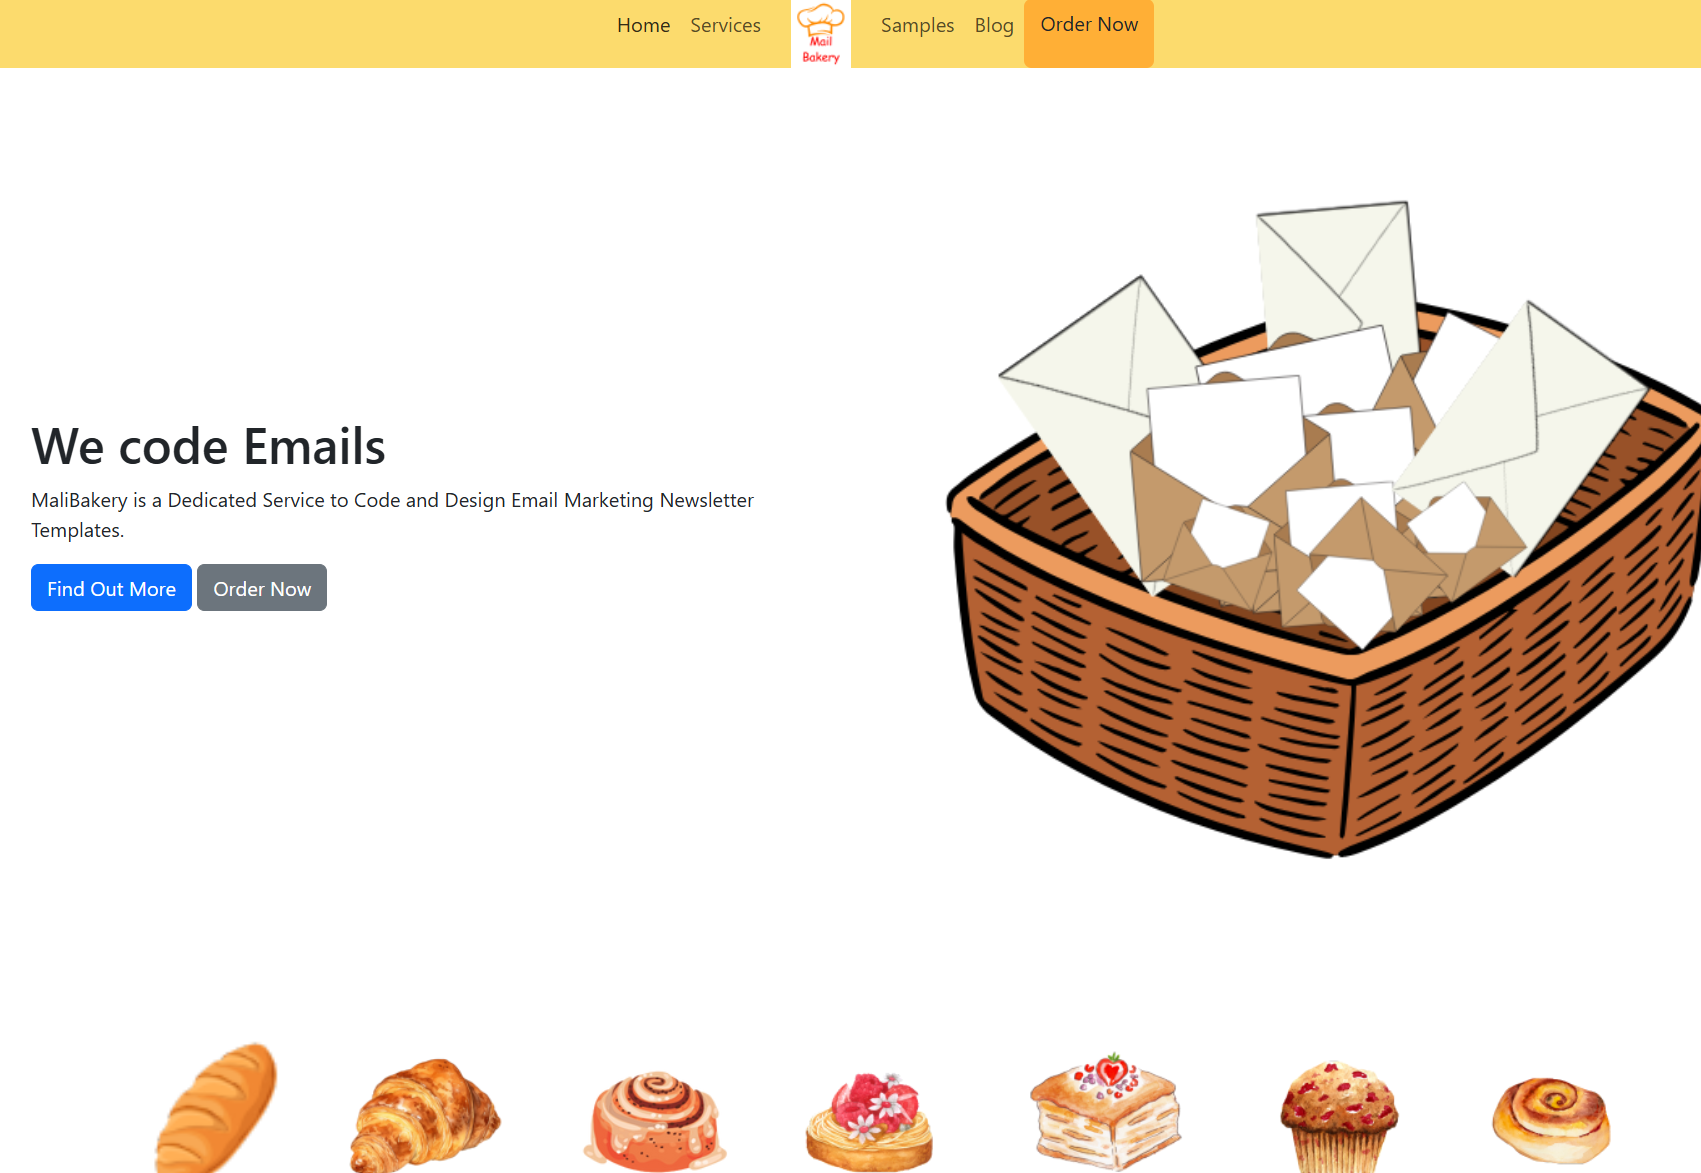 Home Services Mail Bakery Samples Blog Order Now
We code Emails
MaliBakery is a Dedicated Service to Code and Design Email Marketing Newsletter
Templates.
Find Out More Order Now